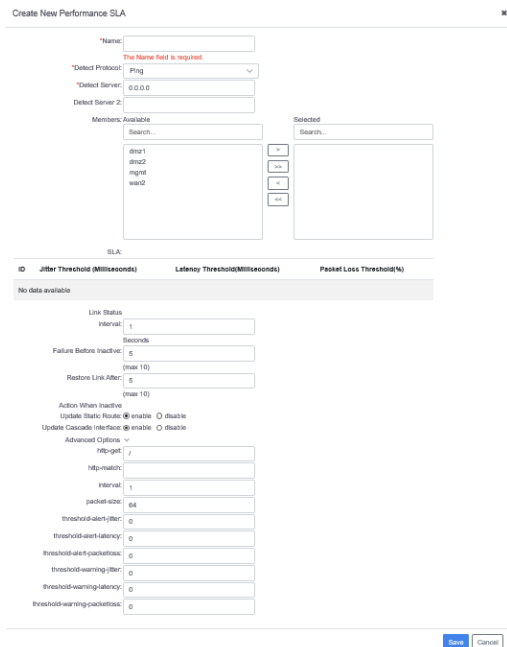 Create New Performance SLA
*Name:
The Name field is required.
*Detect Protocol: Ping
*Detect Server: 0.0.0.0
Detect Server 2:
Members: Available Selected
Search... Search...
dmz1
dmz2
mgmt
wan2
>
>>
<
<<
SLA:
ID Jitter Threshold (Milliseconds) Latency Threshold(Milliseconds) Packet Loss Threshold(%)
No data available
Link Status
Interval: 1
Seconds
Failure Before Inactive: 5
(max 10)
Restore Link After: 5
(max 10)
Action When Inactive
Update Static Route: enable disable
Update Cascade Interface: enable disable
Advanced Options
http-get: /
http-match:
interval: 1
packet-size: 64
threshold-alert-jitter: 0
threshold-alert-latency: 0
threshold-alert-packetloss: 0
threshold-warning-jitter: 0
threshold-warning-latency: 0
threshold-warning-packetloss: 0
Save Cancel